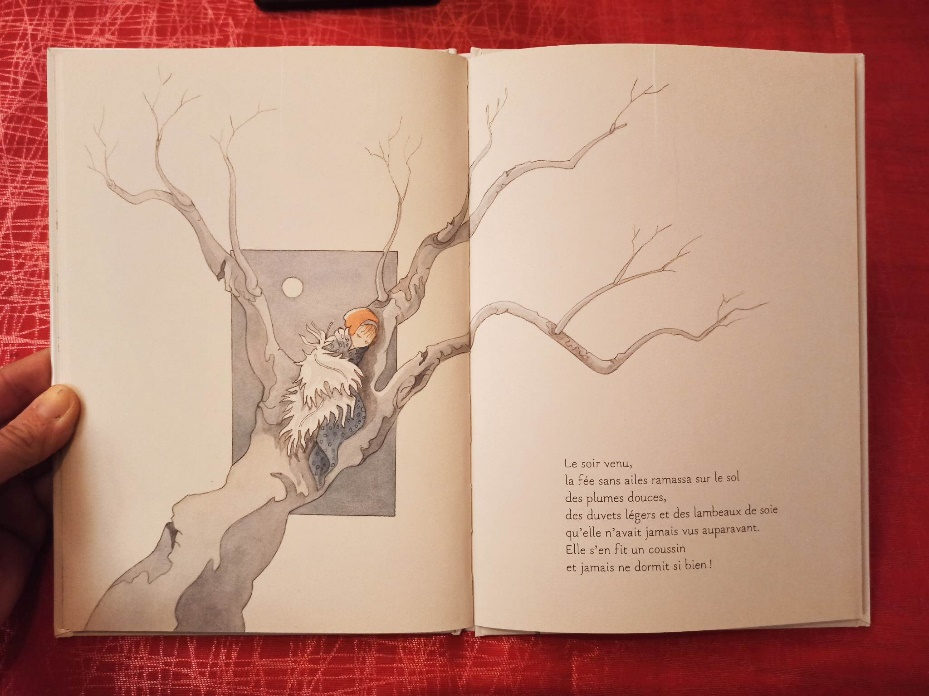 Le soir venu,
la fée sans ailes ramassa sur le sol
des plumes douces,
des duvets légers et des lambeaux de soie
qu'elle n'avait jamais vus auparavant.
Elle s'en fit un coussin
et jamais ne dormit si bien !